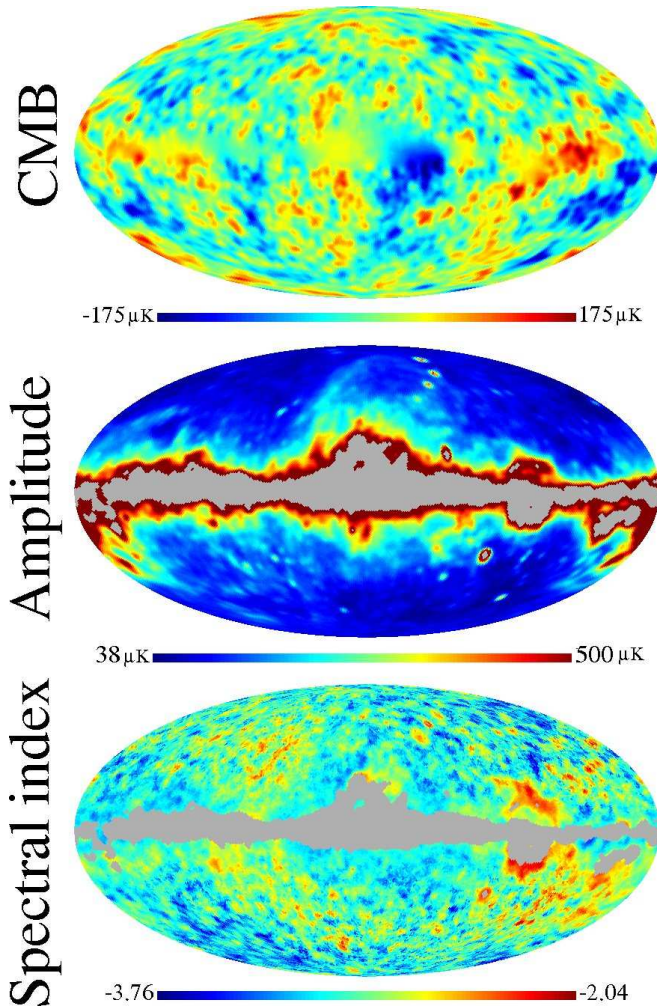 CMB
-175 μK
175 μK
Amplitude
38 μK
500 μK
Spectral index
-3.76
-2.04